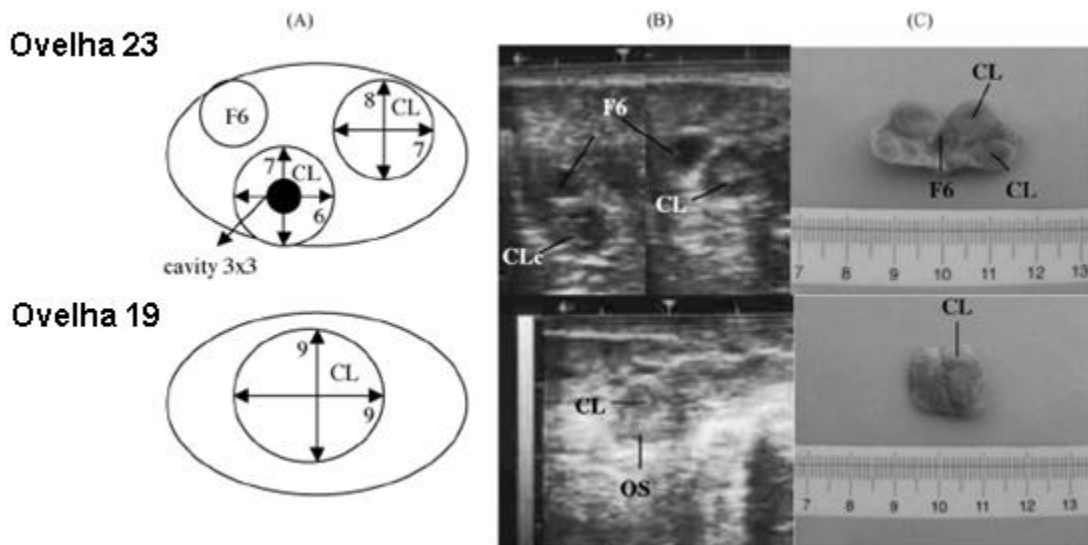 (A) (B) (C)
Ovelha 23
F6
8 CL
7
7 CL
6
cavity 3x3
F6
CL
CLc
CL
F6 CL
7 8 9 10 11 12 13
Ovelha 19
9
CL
9
CL
OS
CL
7 8 9 10 11 12 13